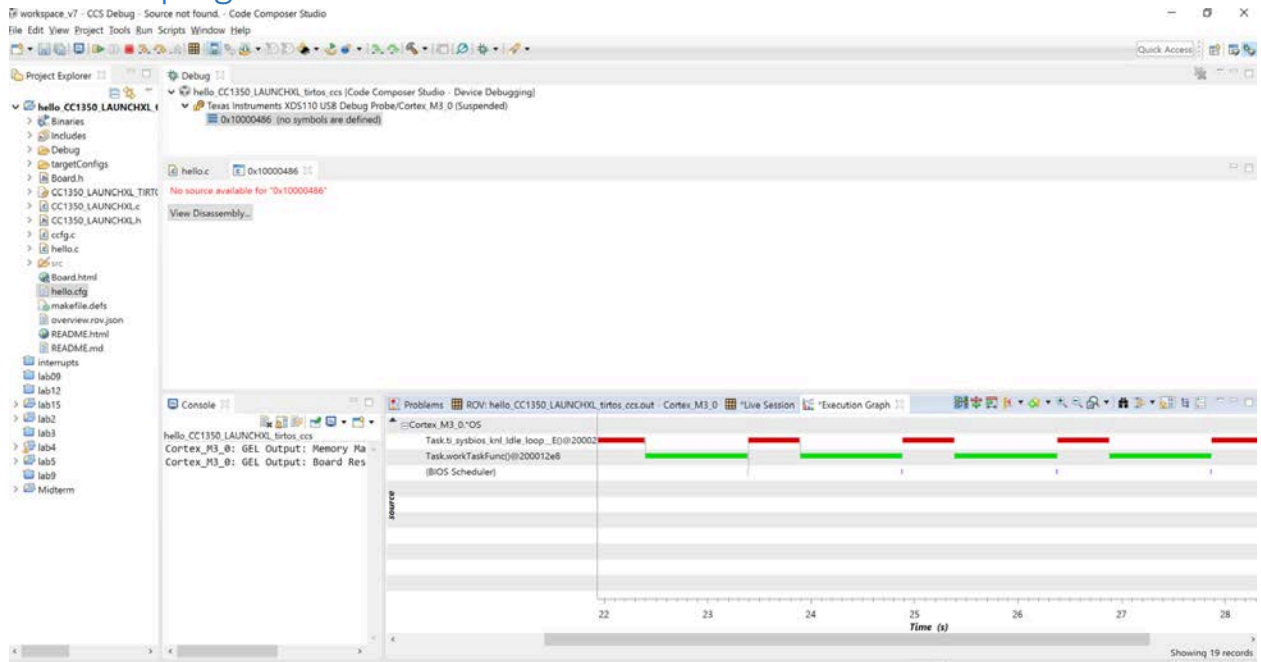 workspace_v7 - CCS Debug - Source not found. - Code Composer Studio
File Edit View Project Tools Run Scripts Window Help
Quick Access
Project Explorer
Debug
hello_CC1350_LAUNCHXL_t
Binaries
Includes
Debug
targetConfigs
Board.h
CC1350_LAUNCHXL_TIRTO
CC1350_LAUNCHXL.c
CC1350_LAUNCHXL.h
ccfg.c
hello.c
src
Board.html
hello.cfg
makefile.defs
overview.rov.json
README.html
README.md
interrupts
lab09
lab12
lab15
lab2
lab3
lab4
lab5
lab9
Midterm
hello_CC1350_LAUNCHXL_tirtos_ccs [Code Composer Studio - Device Debugging]
Texas Instruments XDS110 USB Debug Probe/Cortex_M3_0 (Suspended)
0x10000486 (no symbols are defined)
hello.c 0x10000486
No source available for "0x10000486"
View Disassembly...
Console
hello_CC1350_LAUNCHXL_tirtos_ccs
Cortex_M3_0: GEL Output: Memory Ma
Cortex_M3_0: GEL Output: Board Res
Problems ROV: hello_CC1350_LAUNCHXL_tirtos_ccs.out - Cortex_M3_0 *Live Session *Execution Graph
Cortex_M3_0.*OS
Task.ti_sysbios_knl_Idle_loop__E()@20002
Task.workTaskFunc()@200012e8
(BIOS Scheduler)
source
22 23 24 25 26 27 28
Time (s)
Showing 19 records